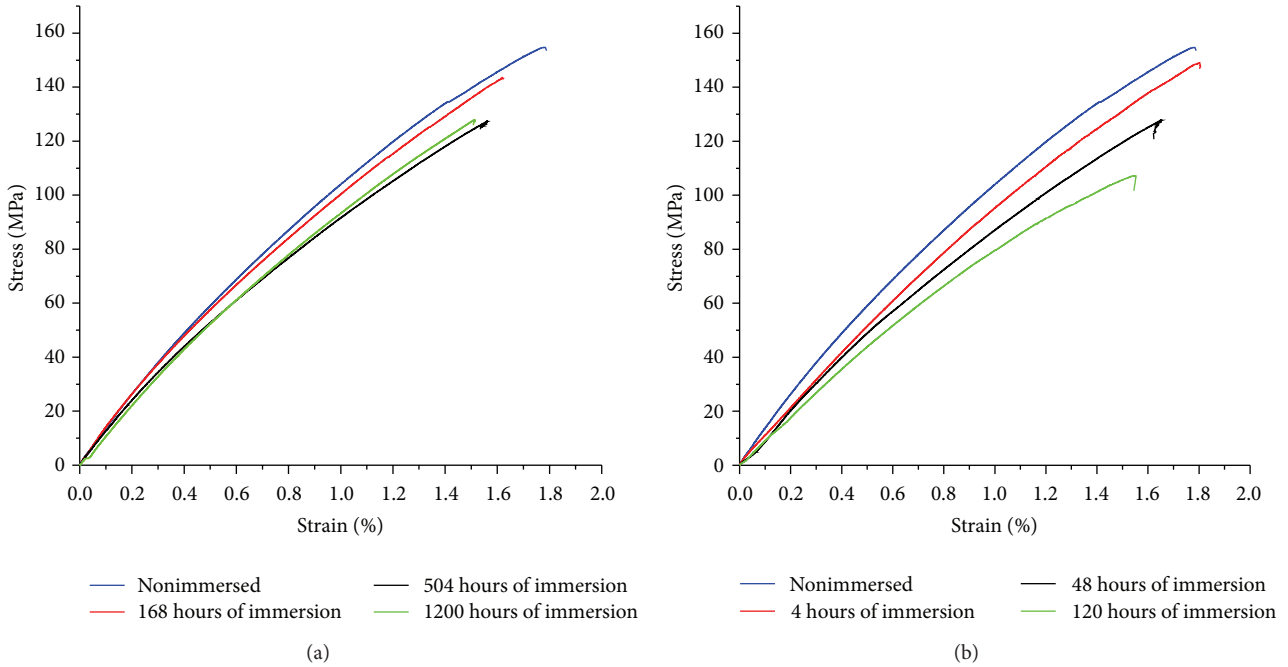 160
140
120
100
80
60
40
20
0
Stress (MPa)
0.0 0.2 0.4 0.6 0.8 1.0 1.2 1.4 1.6 1.8 2.0
Strain (%)
Nonimmersed
168 hours of immersion
504 hours of immersion
1200 hours of immersion
(a)
160
140
120
100
80
60
40
20
0
Stress (MPa)
0.0 0.2 0.4 0.6 0.8 1.0 1.2 1.4 1.6 1.8 2.0
Strain (%)
Nonimmersed
4 hours of immersion
48 hours of immersion
120 hours of immersion
(b)